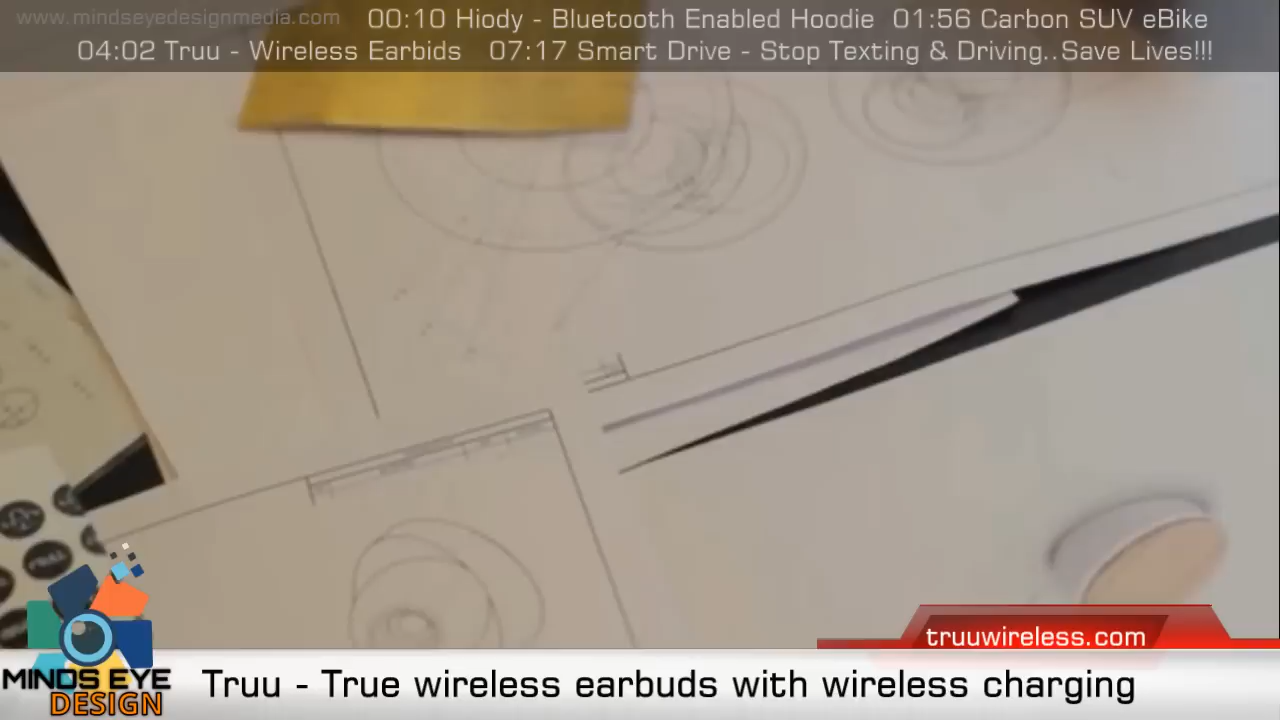 www.mindseyedesignmedia.com 00:10 Hiody - Bluetooth Enabled Hoodie 01:56 Carbon SUV eBike
04:02 Truu - Wireless Earbids 07:17 Smart Drive - Stop Texting & Driving..Save Lives!!!
truuwireless.com
Truu - True wireless earbuds with wireless charging
MINDS EYE
DESIGN